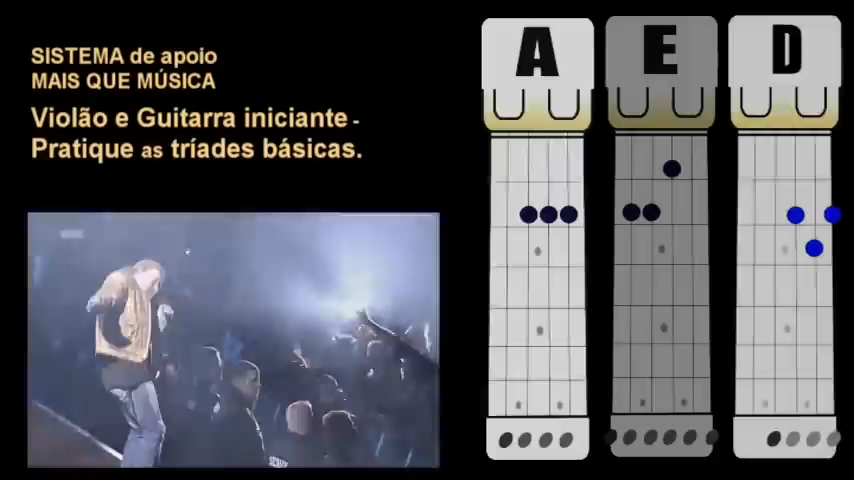 SISTEMA de apoio
MAIS QUE MÚSICA
Violão e Guitarra iniciante -
Pratique as tríades básicas.
A E D